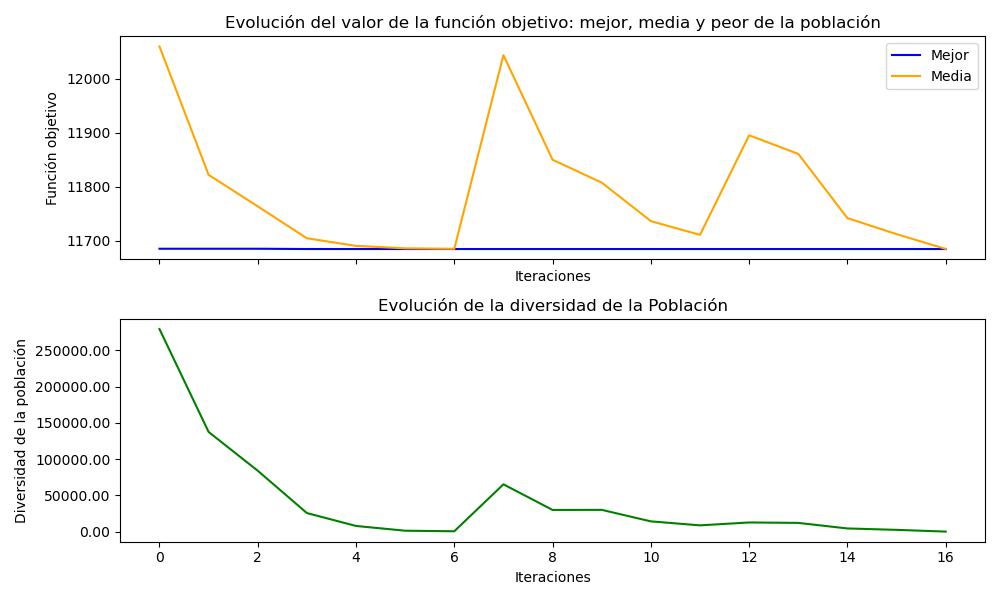 Evolución del valor de la función objetivo: mejor, media y peor de la población
Función objetivo
12000
11900
11800
11700
Mejor
Media
Iteraciones
Evolución de la diversidad de la Población
Diversidad de la población
250000.00
200000.00
150000.00
100000.00
50000.00
0.00
0 2 4 6 8 10 12 14 16
Iteraciones